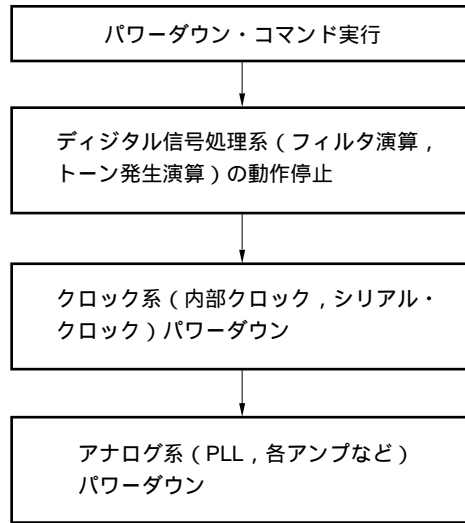 パワーダウン・コマンド実行
ディジタル信号処理系(フィルタ演算,
トーン発生演算)の動作停止
クロック系(内部クロック,シリアル・
クロック)パワーダウン
アナログ系(PLL,各アンプなど)
パワーダウン